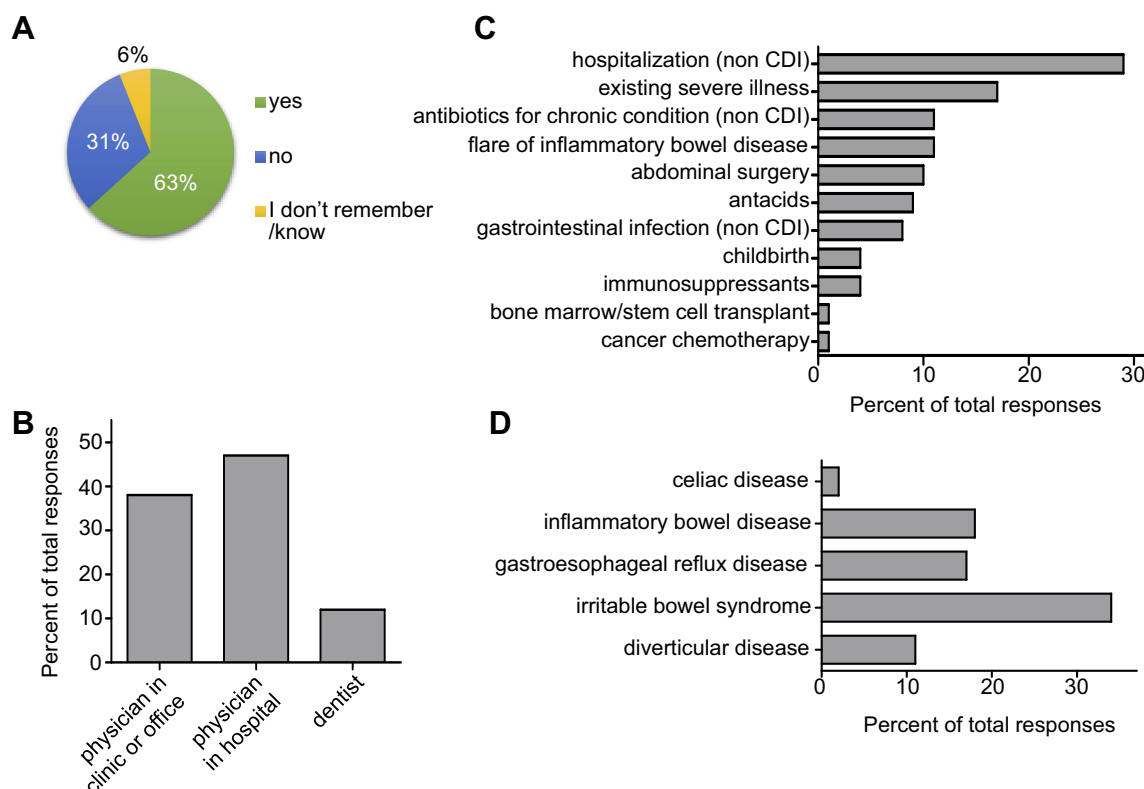 A
6%
31%
63%
yes
no
I don't remember
/know
C
hospitalization (non CDI)
existing severe illness
antibiotics for chronic condition (non CDI)
flare of inflammatory bowel disease
abdominal surgery
antacids
gastrointestinal infection (non CDI)
childbirth
immunosuppressants
bone marrow/stem cell transplant
cancer chemotherapy
0 10 20 30
Percent of total responses
B
Percent of total responses
50
40
30
20
10
0
physician in
clinic or office
physician
in hospital
dentist
D
celiac disease
inflammatory bowel disease
gastroesophageal reflux disease
irritable bowel syndrome
diverticular disease
0 10 20 30
Percent of total responses